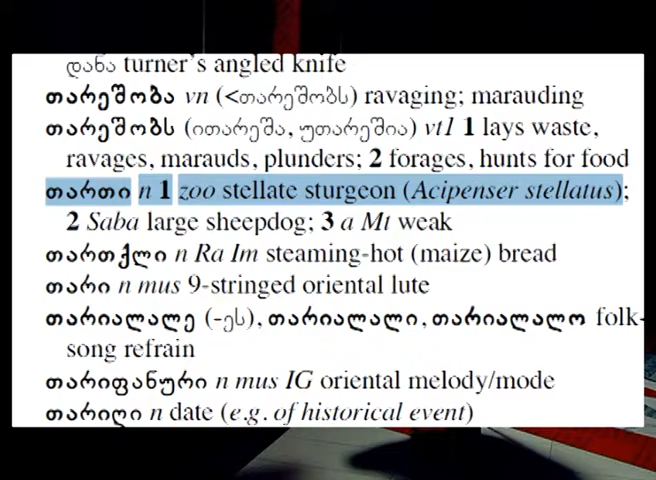 დანა turner's angled knife
თარეშობა vn (<თარეშობს) ravaging; marauding
თარეშობს (ითარეშა, უთარეშია) vt1 1 lays waste,
ravages, marauds, plunders; 2 forages, hunts for food
თართი n 1 zoo stellate sturgeon (Acipenser stellatus);
2 Saba large sheepdog; 3 a Mt weak
თართქლი n Ra Im steaming-hot (maize) bread
თარი n mus 9-stringed oriental lute
თარიალალე (-ეს), თარიალალი, თარიალალო folk-
song refrain
თარიფანური n mus IG oriental melody/mode
თარიღი n date (e.g. of historical event)